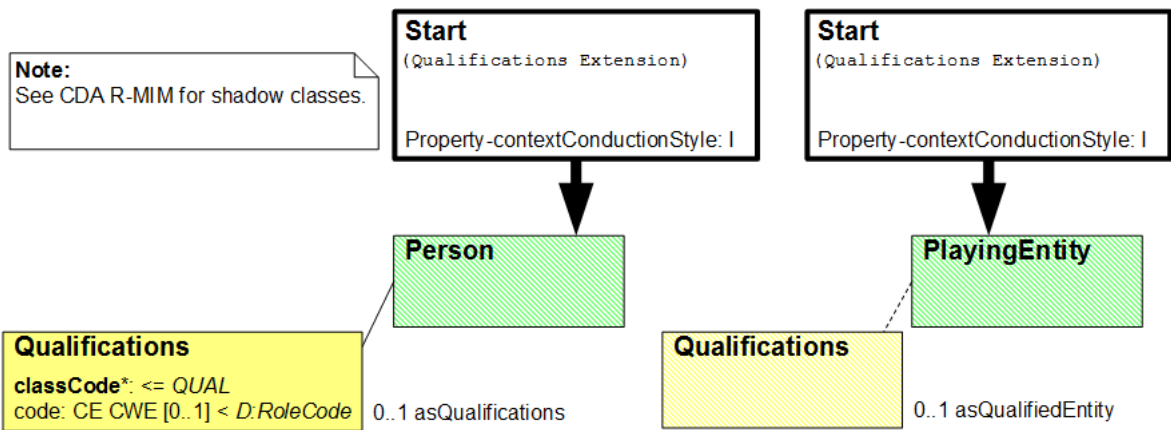 Note:
See CDA R-MIM for shadow classes.
Start
(Qualifications Extension)
Property-contextConductionStyle: I
Start
(Qualifications Extension)
Property-contextConductionStyle: I
Person
PlayingEntity
Qualifications
classCode*: <= QUAL
code: CE CWE [0..1] < D:RoleCode
0..1 asQualifications
Qualifications
0..1 asQualifiedEntity